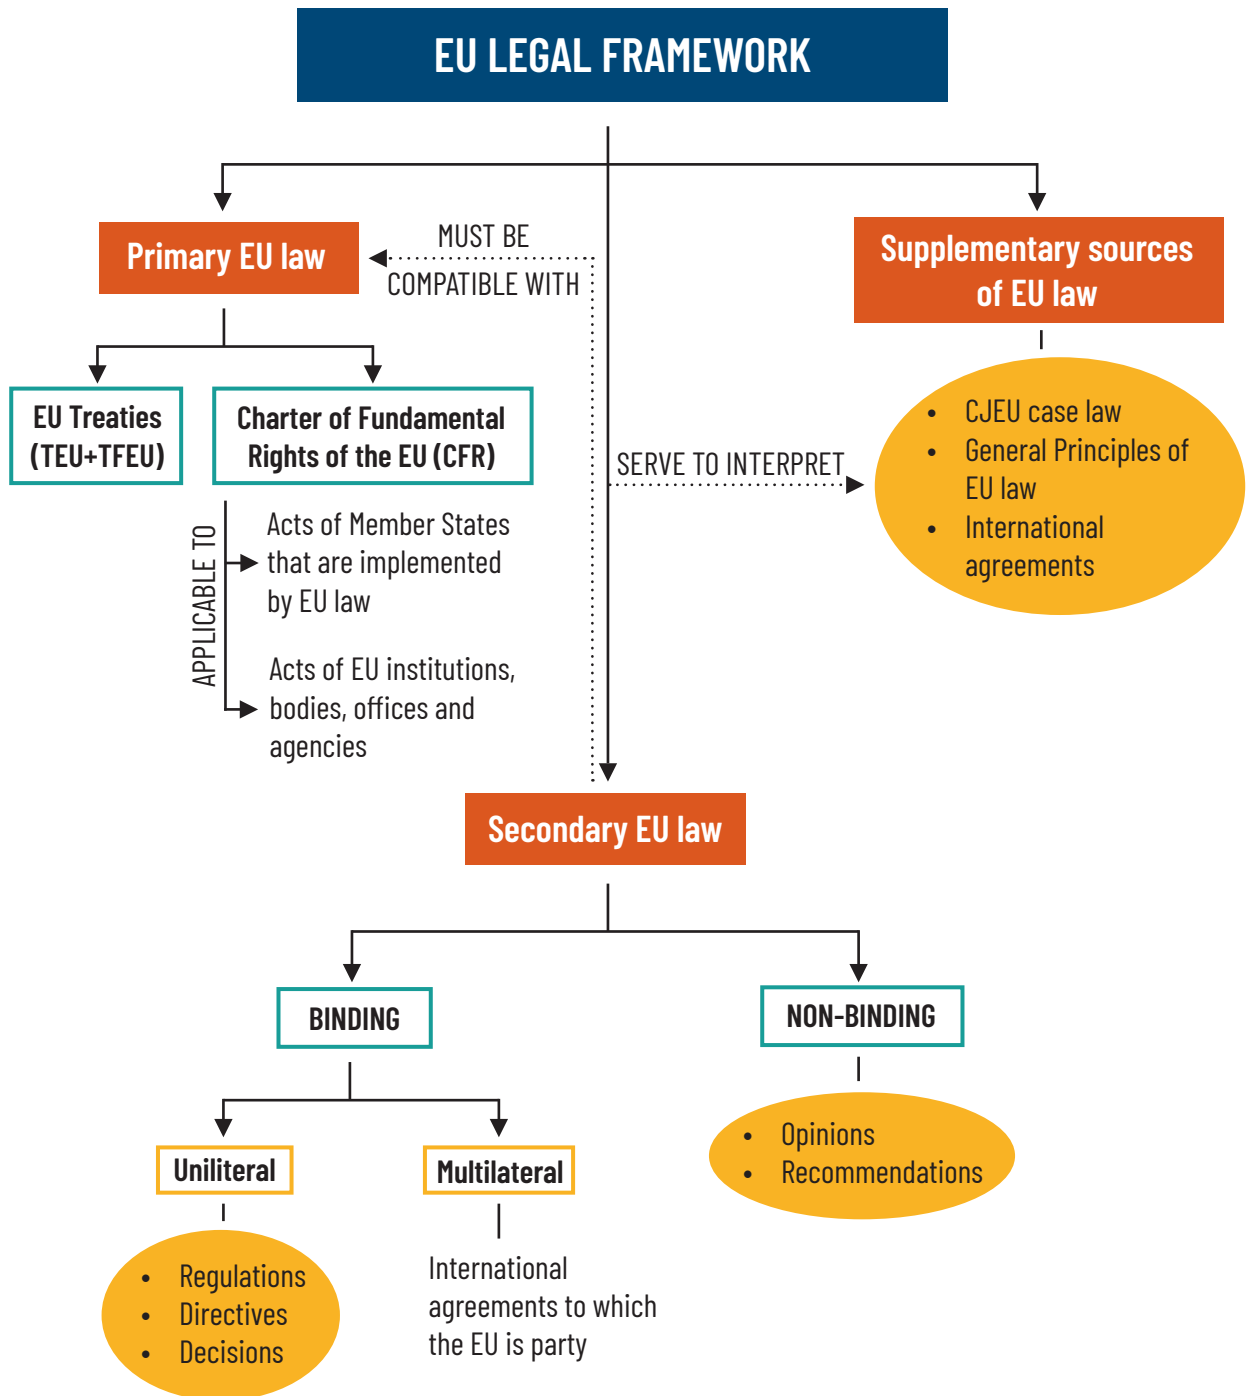 EU LEGAL FRAMEWORK
Primary EU law
MUST BE
COMPATIBLE WITH
Supplementary sources
of EU law
EU Treaties
(TEU+TFEU)
Charter of Fundamental
Rights of the EU (CFR)
• CJEU case law
• General Principles of
EU law
• International
agreements
SERVE TO INTERPRET
APPLICABLE TO
Acts of Member States
that are implemented
by EU law
Acts of EU institutions,
bodies, offices and
agencies
Secondary EU law
BINDING
NON-BINDING
• Opinions
• Recommendations
Uniliteral
Multilateral
• Regulations
• Directives
• Decisions
International
agreements to which
the EU is party